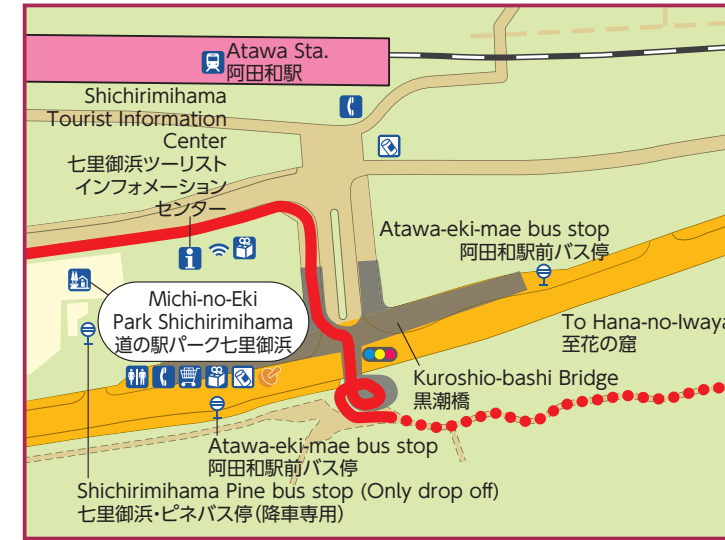 Atawa Sta.
阿田和駅
Shichirimihama
Tourist Information
Center
七里御浜ツーリスト
インフォメーション
センター
Atawa-eki-mae bus stop
阿田和駅前バス停
Michi-no-Eki
Park Shichirimihama
道の駅パーク七里御浜
To Hana-no-Iwaya
至花の窟
Kuroshio-bashi Bridge
黒潮橋
Atawa-eki-mae bus stop
阿田和駅前バス停
Shichirimihama Pine bus stop (Only drop off)
七里御浜・ピネバス停(降車専用)